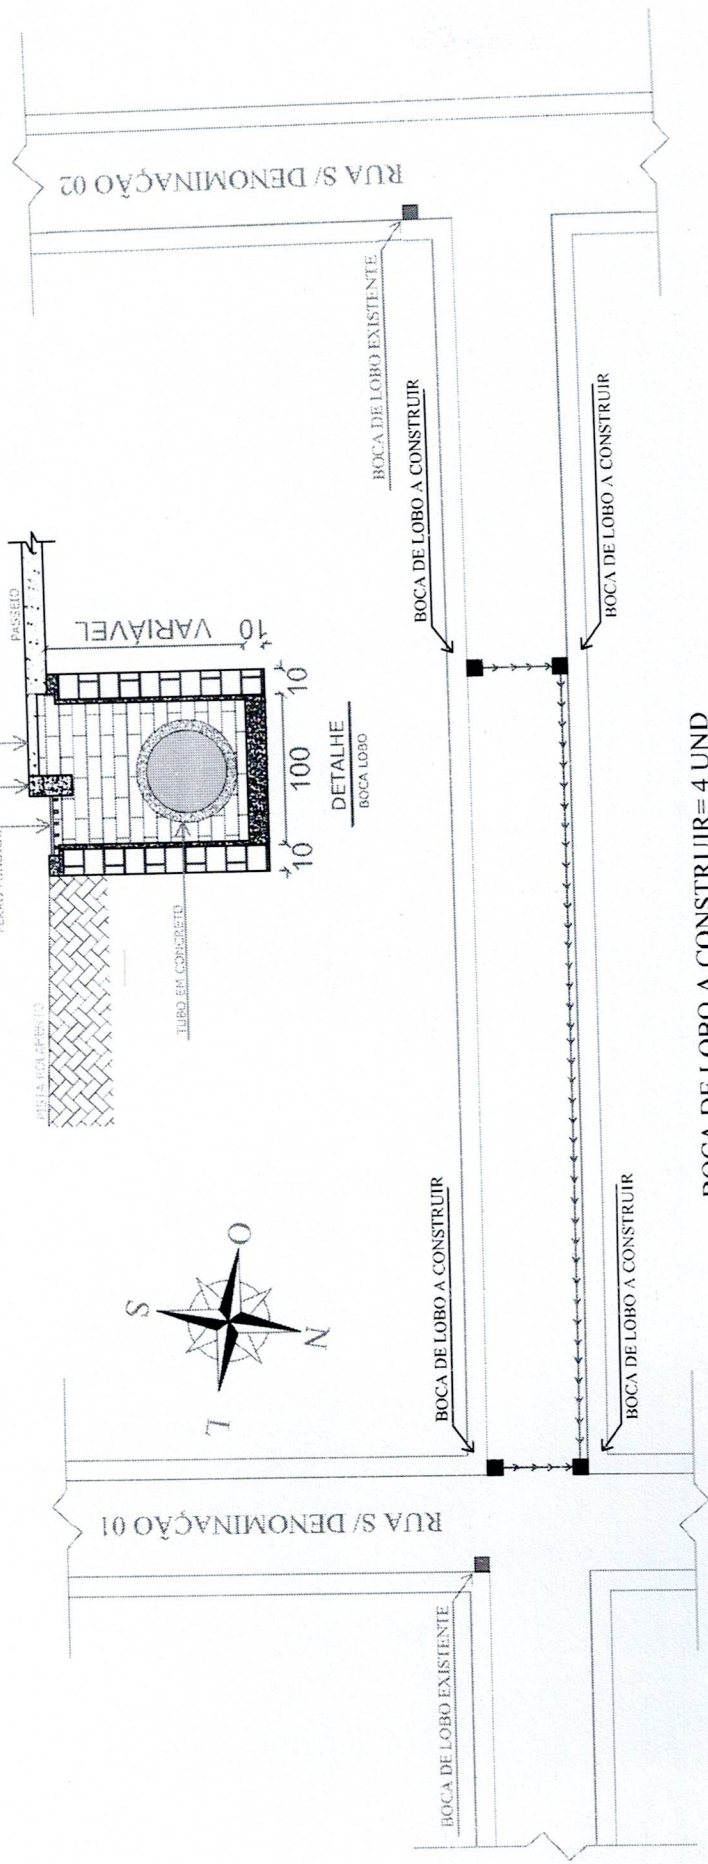 RUA S/ DENOMINAÇÃO 02
BOCA DE LOBO EXISTENTE
BOCA DE LOBO A CONSTRUIR
BOCA DE LOBO A CONSTRUIR
PASSEIO
VARIÁVEL
10
10
100
10
DETALHE
BOCA LOBO
TUBO EM CONCRETO
PISTA ROLAMENTO
S
O
N
L
BOCA DE LOBO A CONSTRUIR
BOCA DE LOBO A CONSTRUIR
RUA S/ DENOMINAÇÃO 01
BOCA DE LOBO EXISTENTE
BOCA DE LOBO A CONSTRUIR= 4 UND